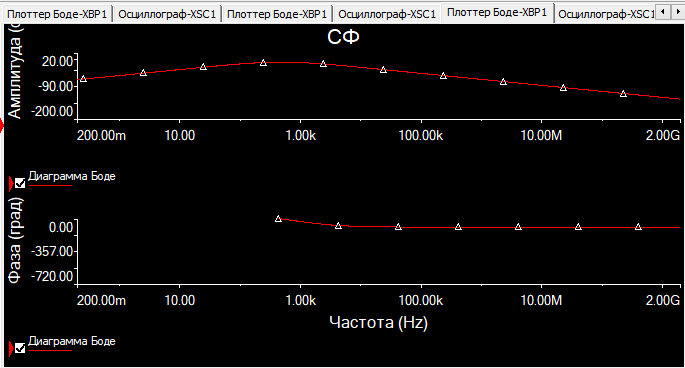 Плоттер Боде-XBP1 Осциллограф-XSC1 Плоттер Боде-XBP1 Осциллограф-XSC1 Плоттер Боде-XBP1 Осциллограф-XSC1
СФ
Амплитуда (d
20.00
-90.00
-200.00
200.00m 10.00 1.00k 100.00k 10.00M 2.00G
Диаграмма Боде
Фаза (град)
0.00
-357.00
-720.00
200.00m 10.00 1.00k 100.00k 10.00M 2.00G
Частота (Hz)
Диаграмма Боде